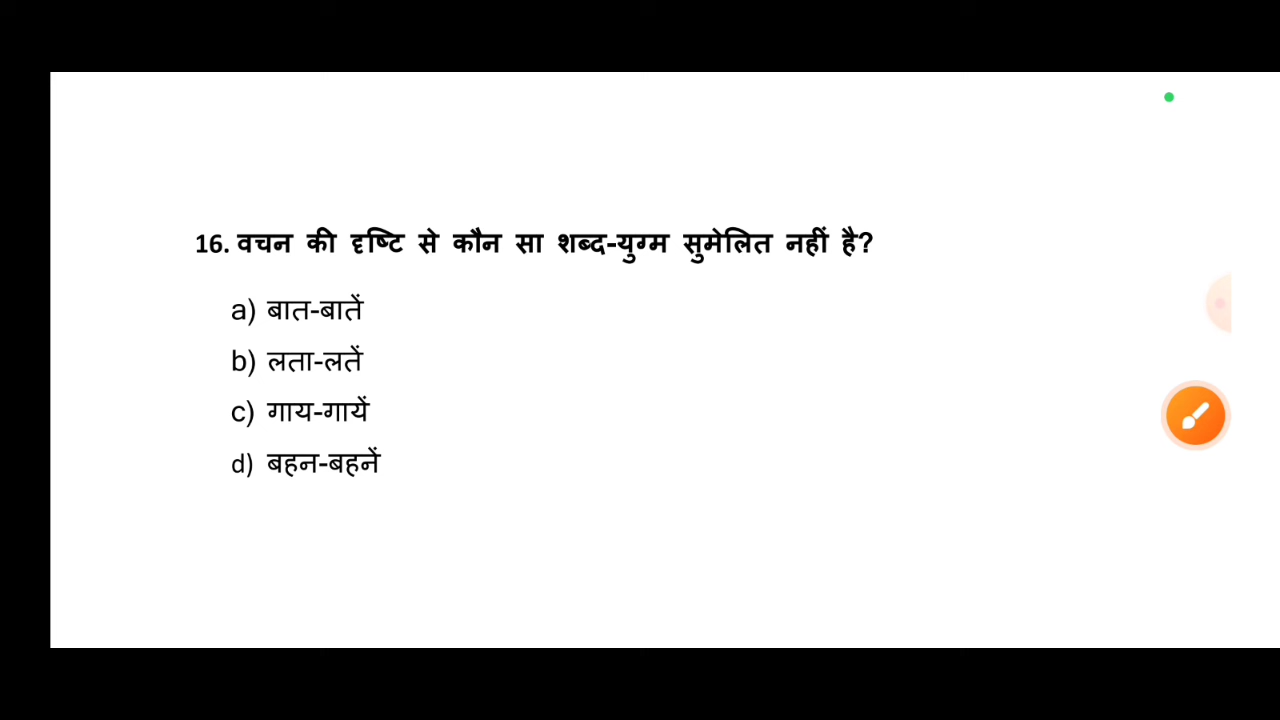 16. वचन की दृष्टि से कौन सा शब्द-युग्म सुमेलित नहीं है?
a) बात-बातें
b) लता-लतें
c) गाय-गायें
d) बहन-बहनें